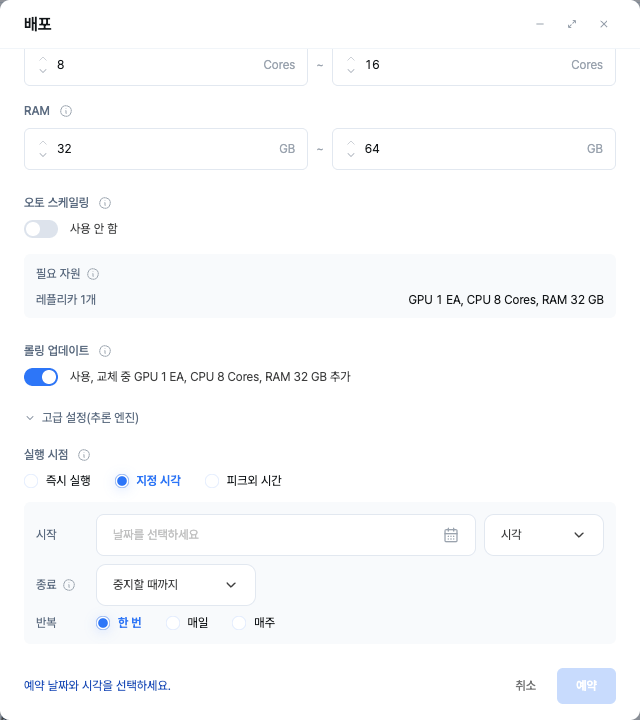 배포
8 Cores ~ 16 Cores
RAM
32 GB ~ 64 GB
오토 스케일링
사용 안 함
필요 자원
레플리카 1개 GPU 1 EA, CPU 8 Cores, RAM 32 GB
롤링 업데이트
사용, 교체 중 GPU 1 EA, CPU 8 Cores, RAM 32 GB 추가
고급 설정(추론 엔진)
실행 시점
즉시 실행 지정 시각 피크외 시간
시작 날짜를 선택하세요 시각
종료 중지할 때까지
반복 한 번 매일 매주
예약 날짜와 시각을 선택하세요. 취소 예약